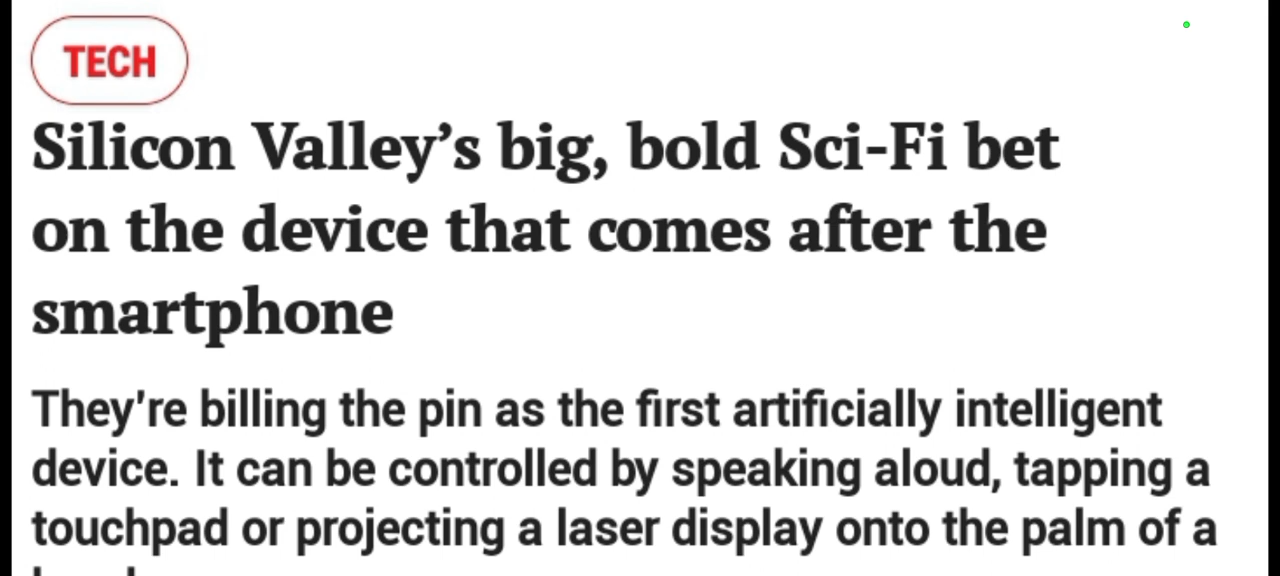 TECH
Silicon Valley’s big, bold Sci-Fi bet
on the device that comes after the
smartphone
They’re billing the pin as the first artificially intelligent
device. It can be controlled by speaking aloud, tapping a
touchpad or projecting a laser display onto the palm of a